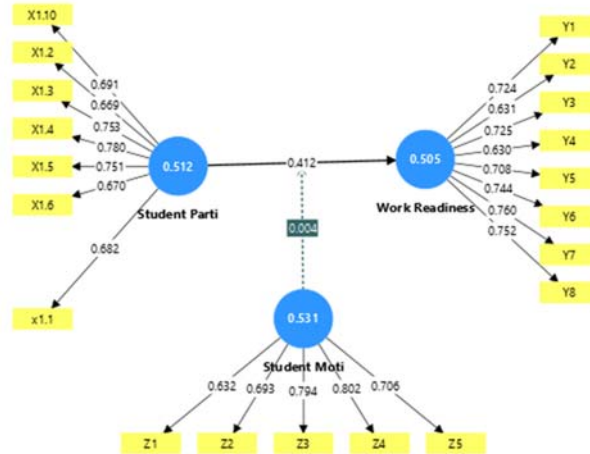 X1.10
X1.2
X1.3
X1.4
X1.5
X1.6
x1.1
0.691
0.669
0.753
0.780
0.751
0.670
0.682
0.512
Student Parti
0.412
0.505
Work Readiness
0.724
0.631
0.725
0.630
0.708
0.744
0.760
0.752
Y1
Y2
Y3
Y4
Y5
Y6
Y7
Y8
0.004
0.531
Student Moti
0.632
0.693
0.794
0.802
0.706
Z1
Z2
Z3
Z4
Z5